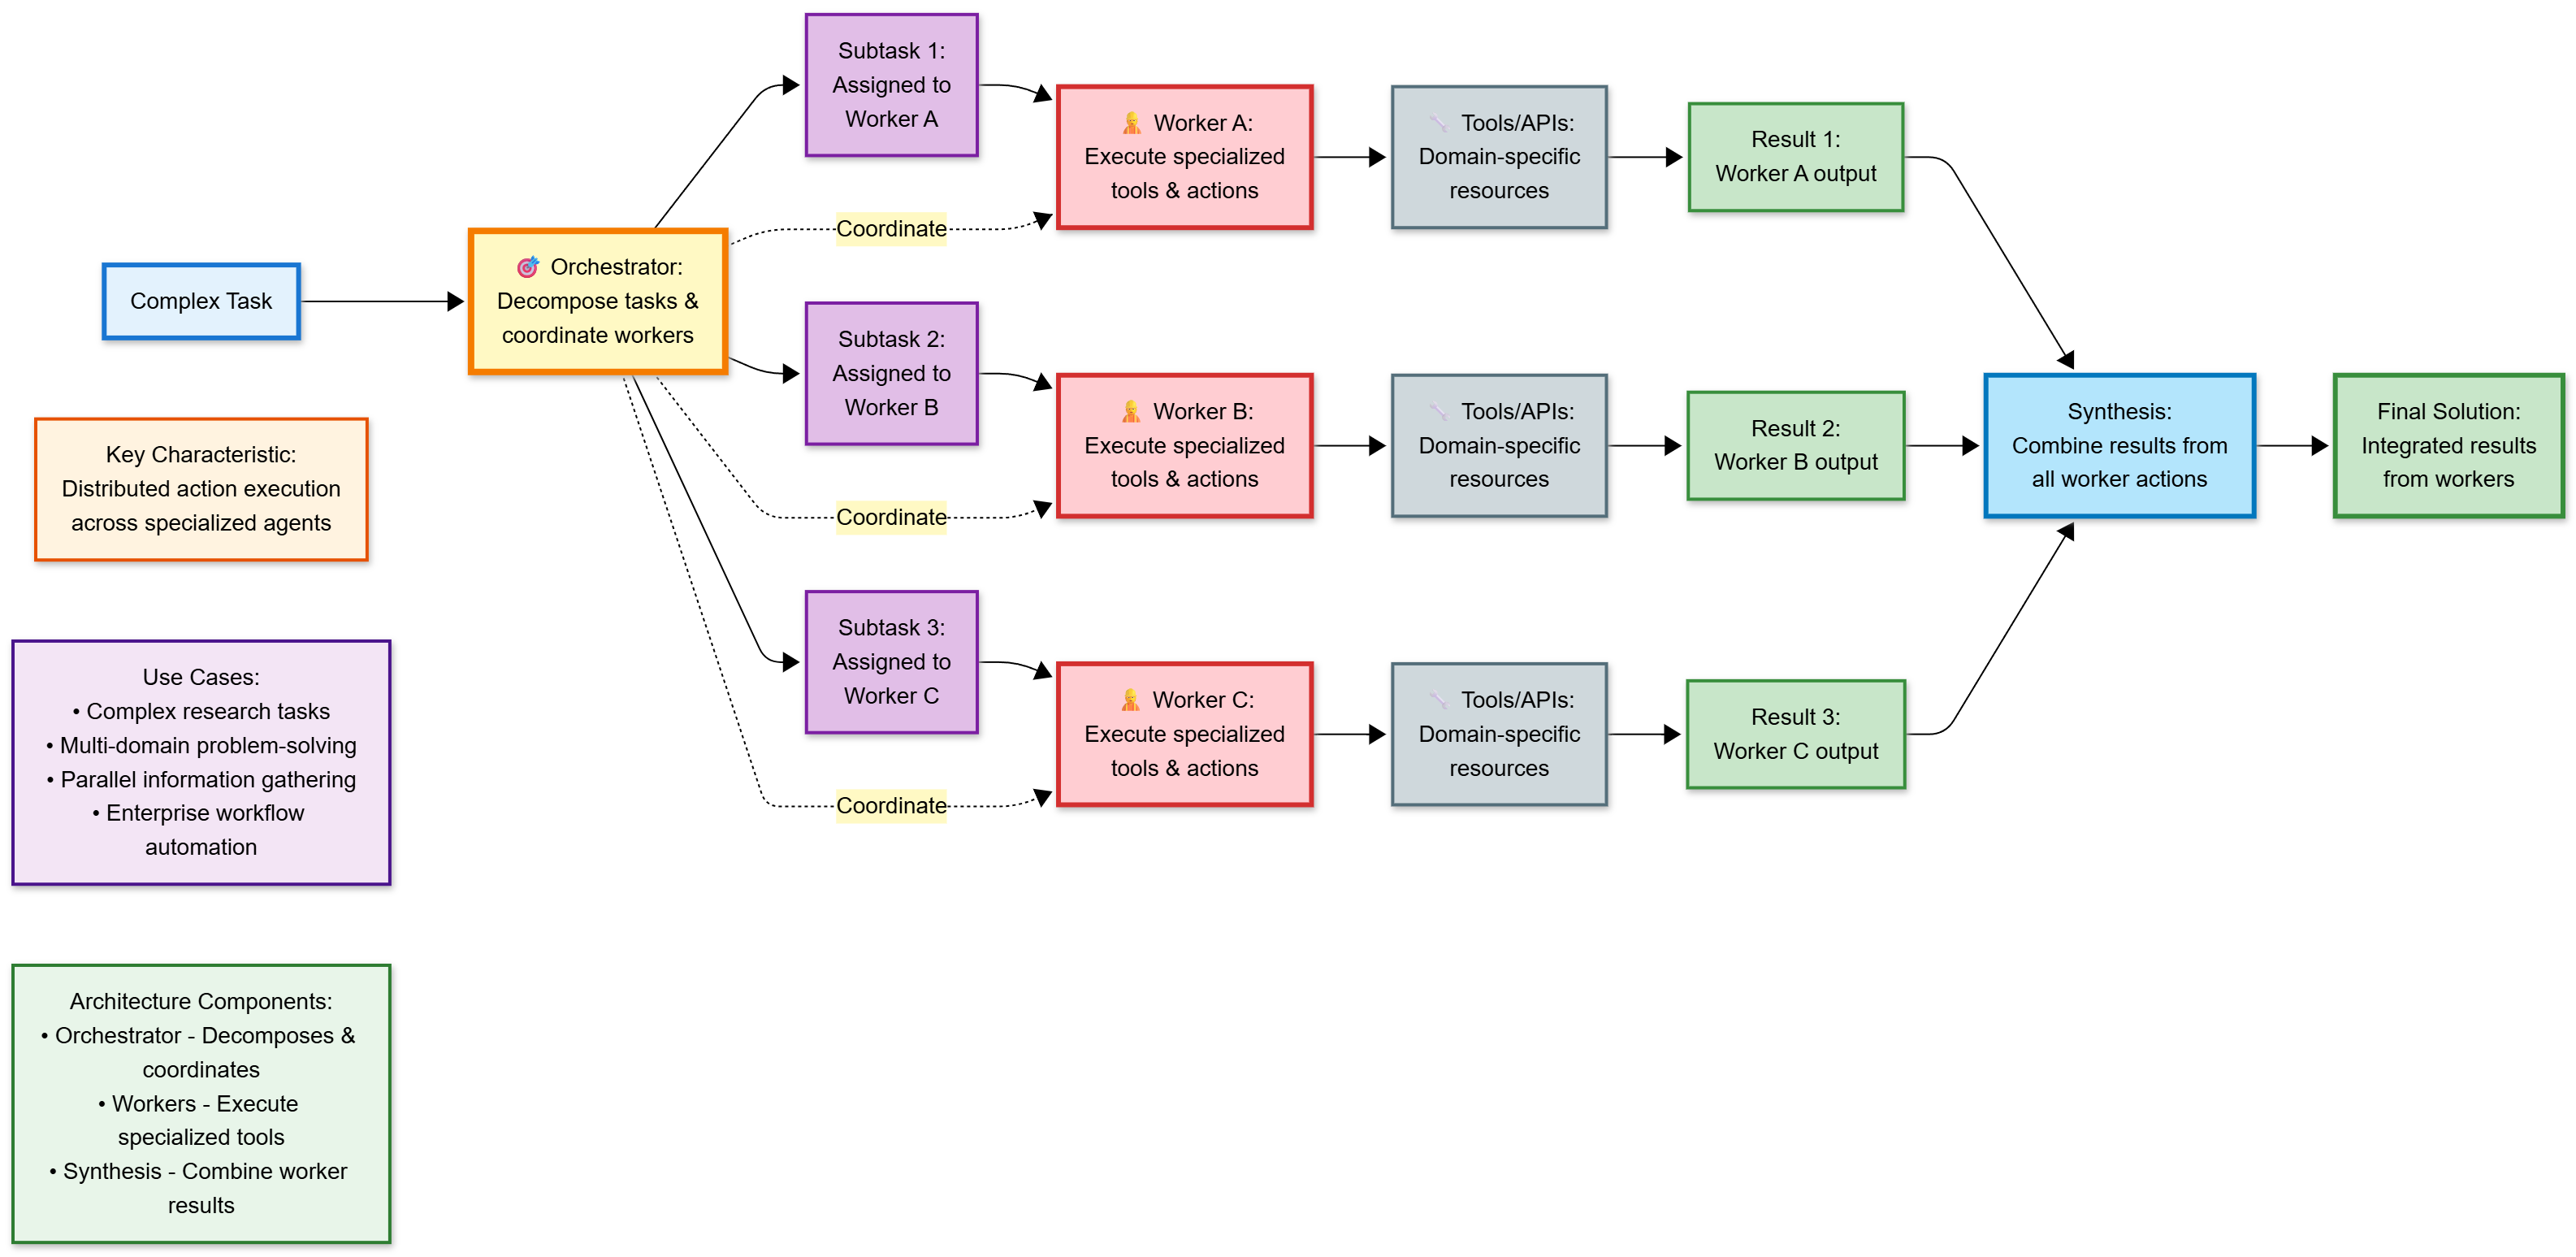 Complex Task
Key Characteristic:
Distributed action execution
across specialized agents
Use Cases:
• Complex research tasks
• Multi-domain problem-solving
• Parallel information gathering
• Enterprise workflow
automation
Architecture Components:
• Orchestrator - Decomposes &
coordinates
• Workers - Execute
specialized tools
• Synthesis - Combine worker
results
🎯 Orchestrator:
Decompose tasks &
coordinate workers
Subtask 1:
Assigned to
Worker A
Coordinate
Subtask 2:
Assigned to
Worker B
Coordinate
Subtask 3:
Assigned to
Worker C
Coordinate
Worker A:
Execute specialized
tools & actions
Worker B:
Execute specialized
tools & actions
Worker C:
Execute specialized
tools & actions
Tools/APIs:
Domain-specific
resources
Tools/APIs:
Domain-specific
resources
Tools/APIs:
Domain-specific
resources
Result 1:
Worker A output
Result 2:
Worker B output
Result 3:
Worker C output
Synthesis:
Combine results from
all worker actions
Final Solution:
Integrated results
from workers